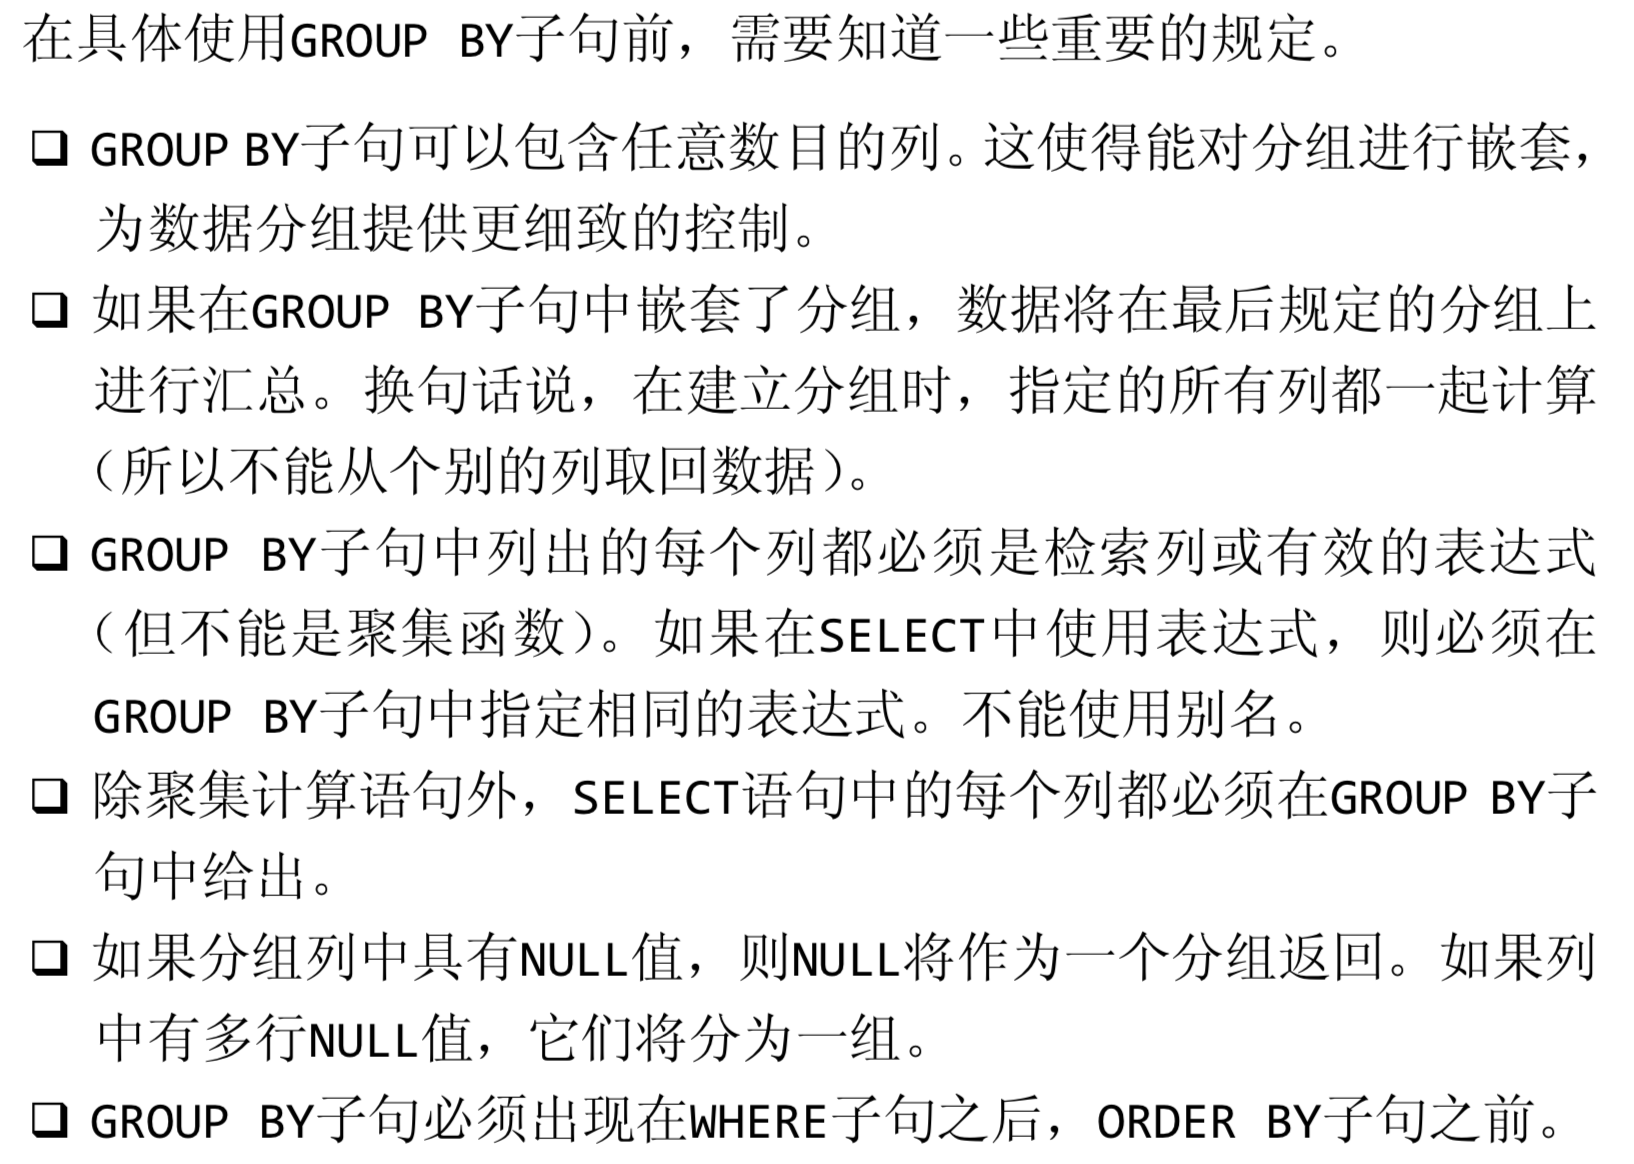 在具体使用GROUP BY子句前，需要知道一些重要的规定。
❑ GROUP BY子句可以包含任意数目的列。这使得能对分组进行嵌套，
为数据分组提供更细致的控制。
❑ 如果在GROUP BY子句中嵌套了分组，数据将在最后规定的分组上
进行汇总。换句话说，在建立分组时，指定的所有列都一起计算
（所以不能从个别的列取回数据）。
❑ GROUP BY子句中列出的每个列都必须是检索列或有效的表达式
（但不能是聚集函数）。如果在SELECT中使用表达式，则必须在
GROUP BY子句中指定相同的表达式。不能使用别名。
❑ 除聚集计算语句外，SELECT语句中的每个列都必须在GROUP BY子
句中给出。
❑ 如果分组列中具有NULL值，则NULL将作为一个分组返回。如果列
中有多行NULL值，它们将分为一组。
❑ GROUP BY子句必须出现在WHERE子句之后，ORDER BY子句之前。